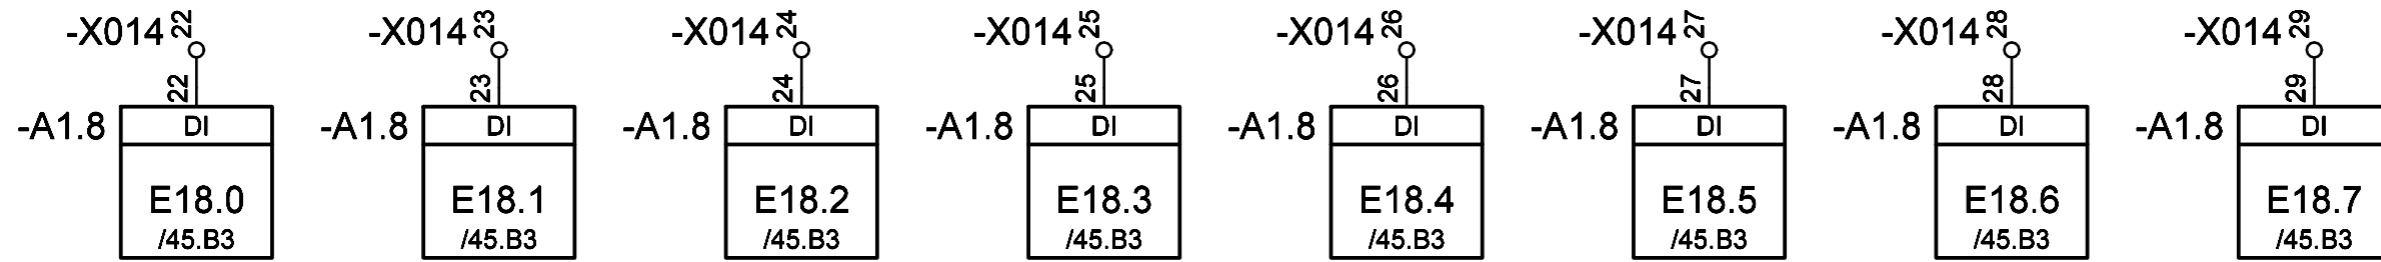 -X014 22 -X014 23 -X014 24 -X014 25 -X014 26 -X014 27 -X014 28 -X014 29
22 23 24 25 26 27 28 29
-A1.8 DI -A1.8 DI -A1.8 DI -A1.8 DI -A1.8 DI -A1.8 DI -A1.8 DI -A1.8 DI
E18.0 E18.1 E18.2 E18.3 E18.4 E18.5 E18.6 E18.7
/45.B3 /45.B3 /45.B3 /45.B3 /45.B3 /45.B3 /45.B3 /45.B3